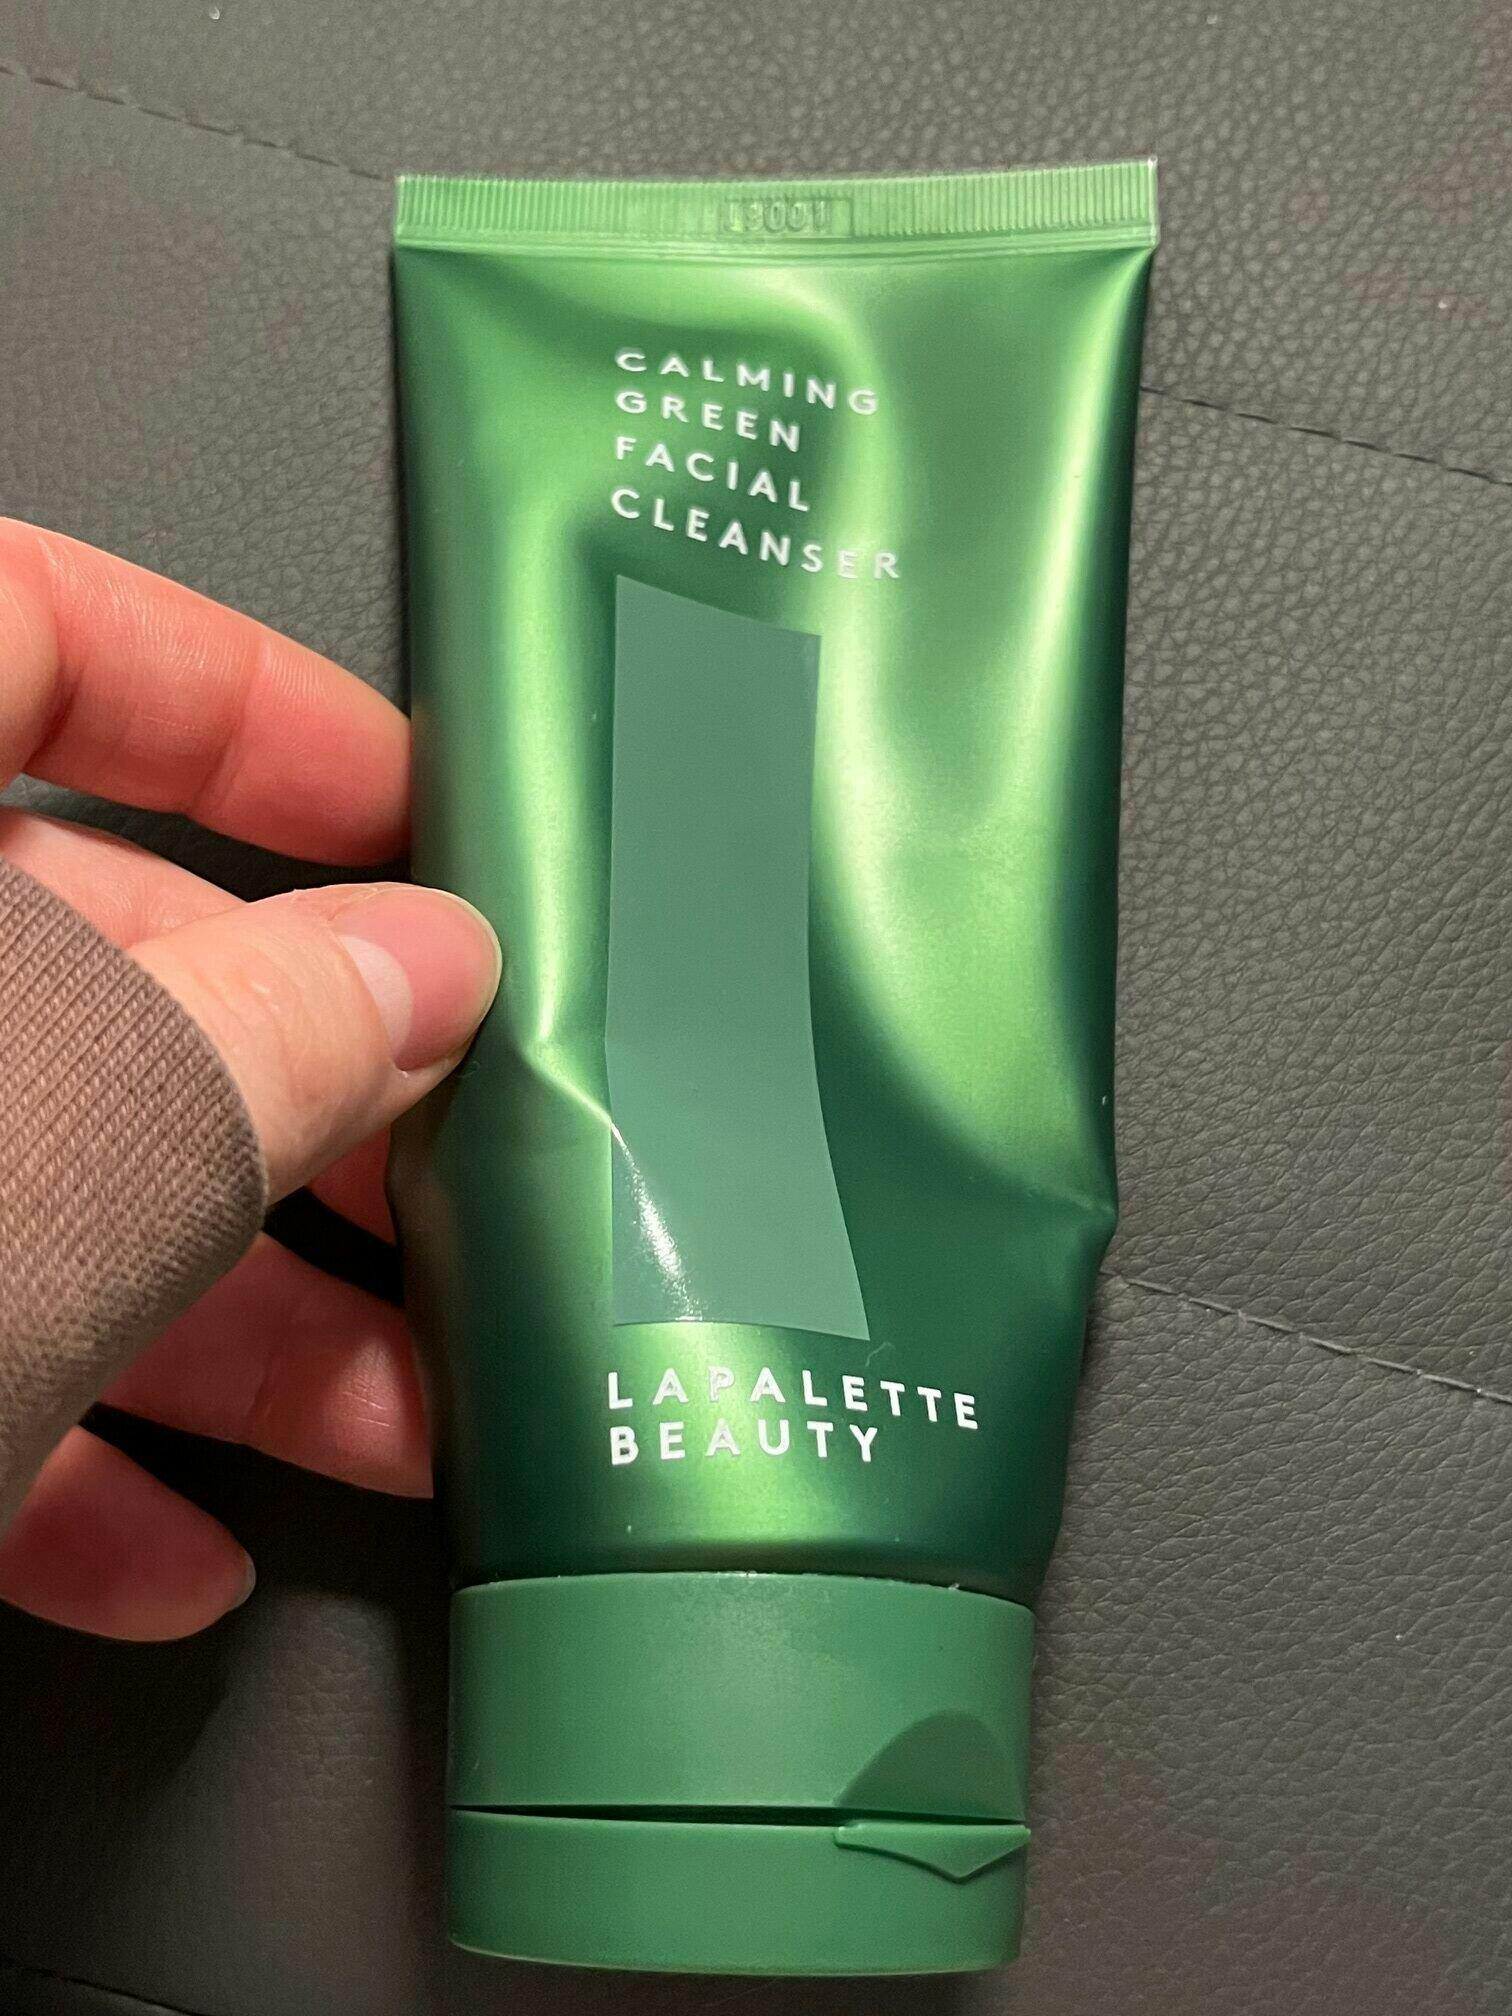 CALMING
GREEN
FACIAL
CLEANSER
LAPALETTE
BEAUTY